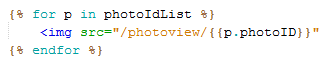 {% for p in photoIdList %}
<img src="/photoview/{{p.photoID}}"
{% endfor %}